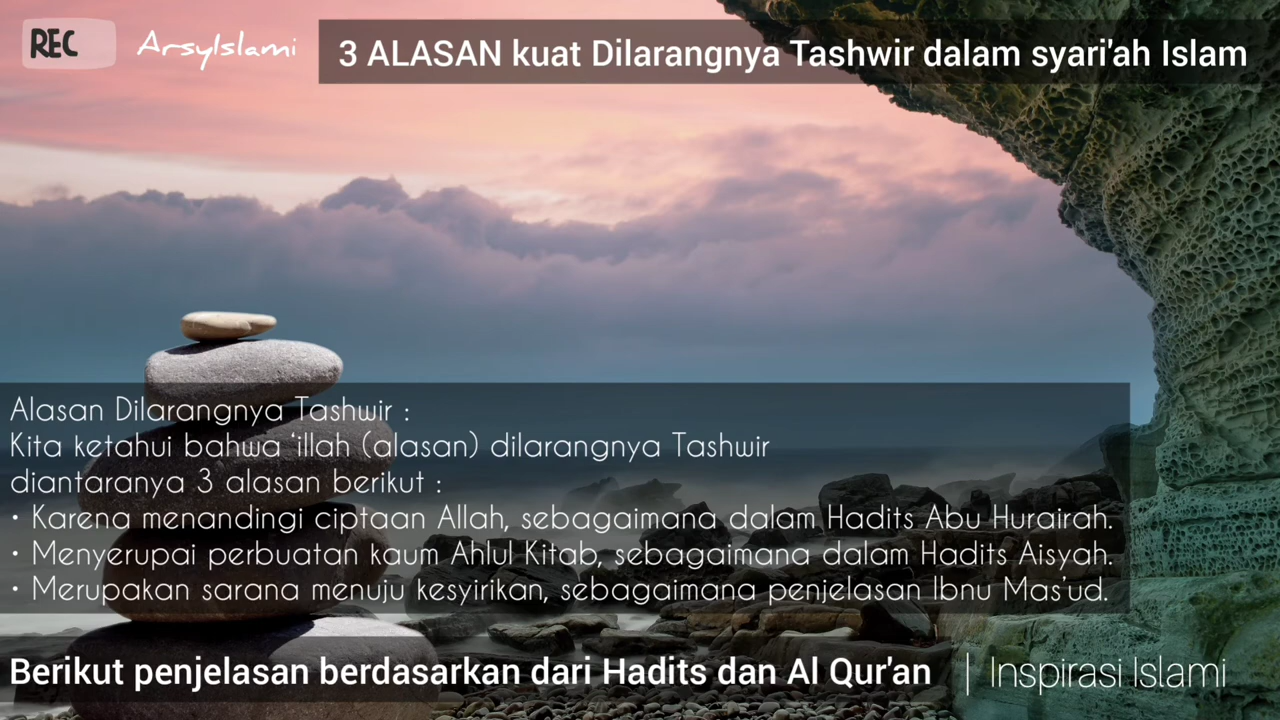 REC
ArsyIslami
3 ALASAN kuat Dilarangnya Tashwir dalam syari'ah Islam
Alasan Dilarangnya Tashwir :
Kita ketahui bahwa ‘illah (alasan) dilarangnya Tashwir
diantaranya 3 alasan berikut :
• Karena menandingi ciptaan Allah, sebagaimana dalam Hadits Abu Hurairah.
• Menyerupai perbuatan kaum Ahlul Kitab, sebagaimana dalam Hadits Aisyah.
• Merupakan sarana menuju kesyirikan, sebagaimana penjelasan Ibnu Mas’ud.
Berikut penjelasan berdasarkan dari Hadits dan Al Qur'an | Inspirasi Islami